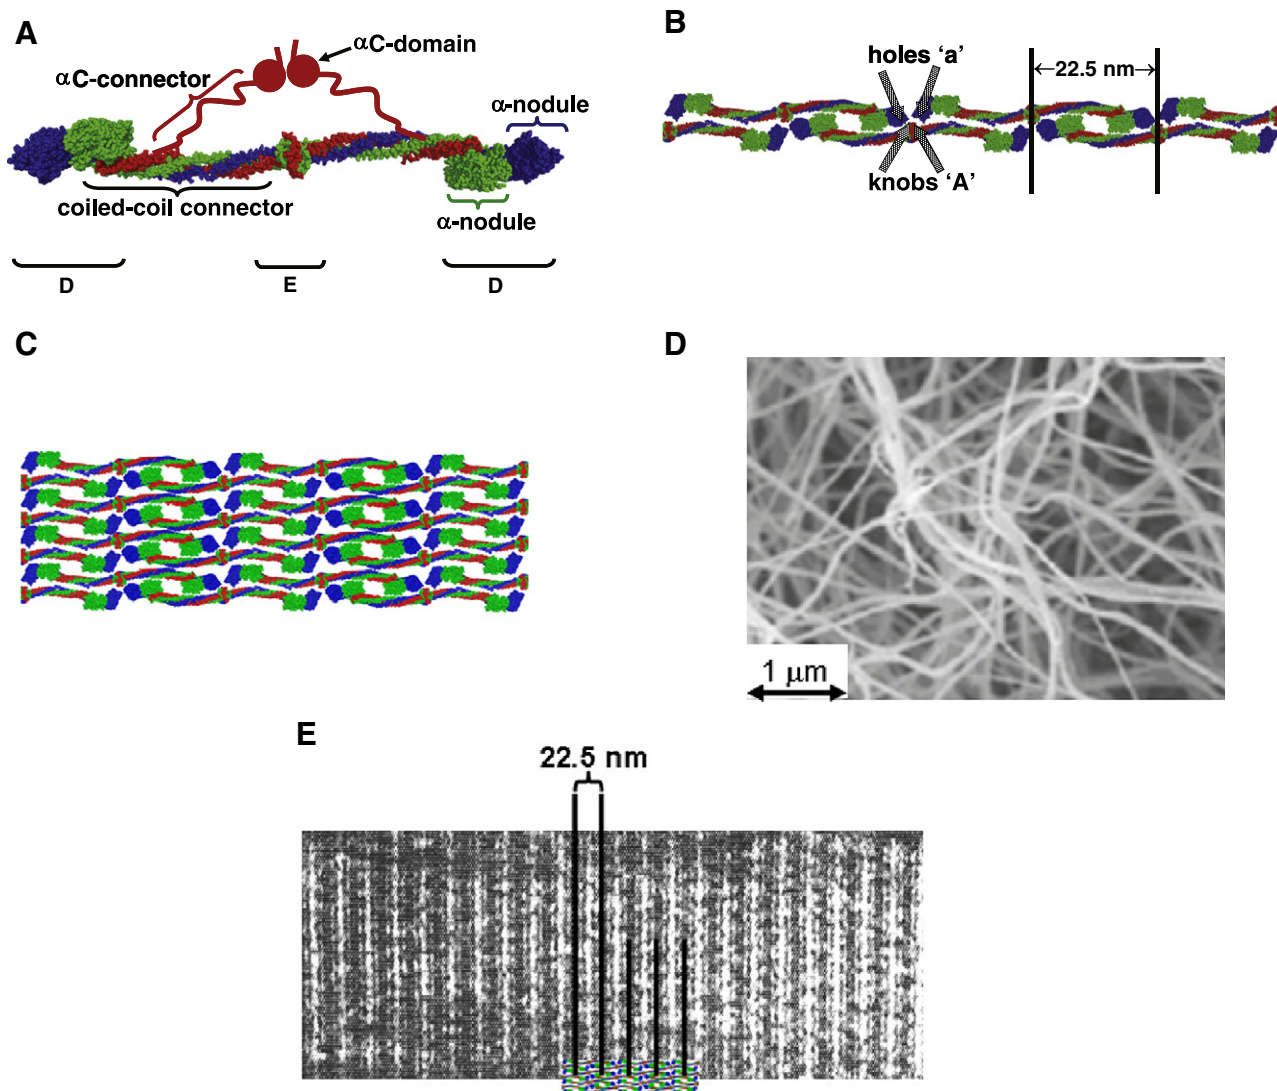 A
αC-domain
αC-connector
α-nodule
coiled-coil connector
α-nodule
D
E
D
B
holes ‘a’
22.5 nm
knobs ‘A’
C
D
1 μm
E
22.5 nm